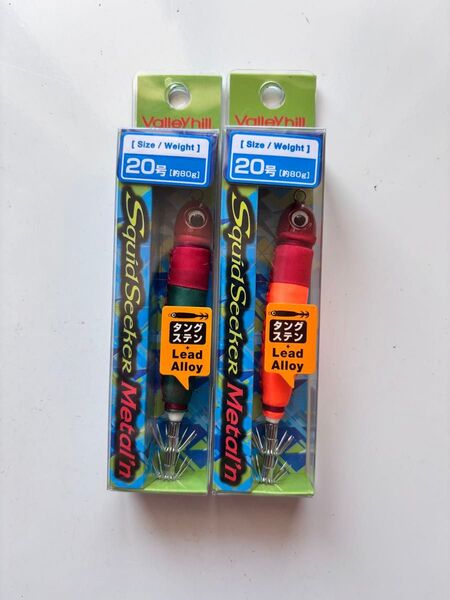 Valleyhill
[ Size / Weight ]
20号 [約80g]
SquidSeeker Metal'n
タング
ステン
+
Lead
Alloy
Valleyhill
[ Size / Weight ]
20号 [約80g]
SquidSeeker Metal'n
タング
ステン
+
Lead
Alloy